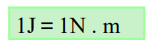 1J = 1N . m